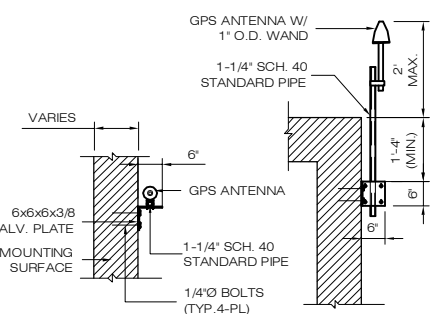 GPS ANTENNA W/
1" O.D. WAND
1-1/4" SCH. 40
STANDARD PIPE
2'
MAX.
VARIES
6"
1'-4"
(MIN.)
GPS ANTENNA
6x6x6x3/8
ALV. PLATE
6"
6"
MOUNTING
SURFACE
1-1/4" SCH. 40
STANDARD PIPE
1/4"Ø BOLTS
(TYP.4-PL)